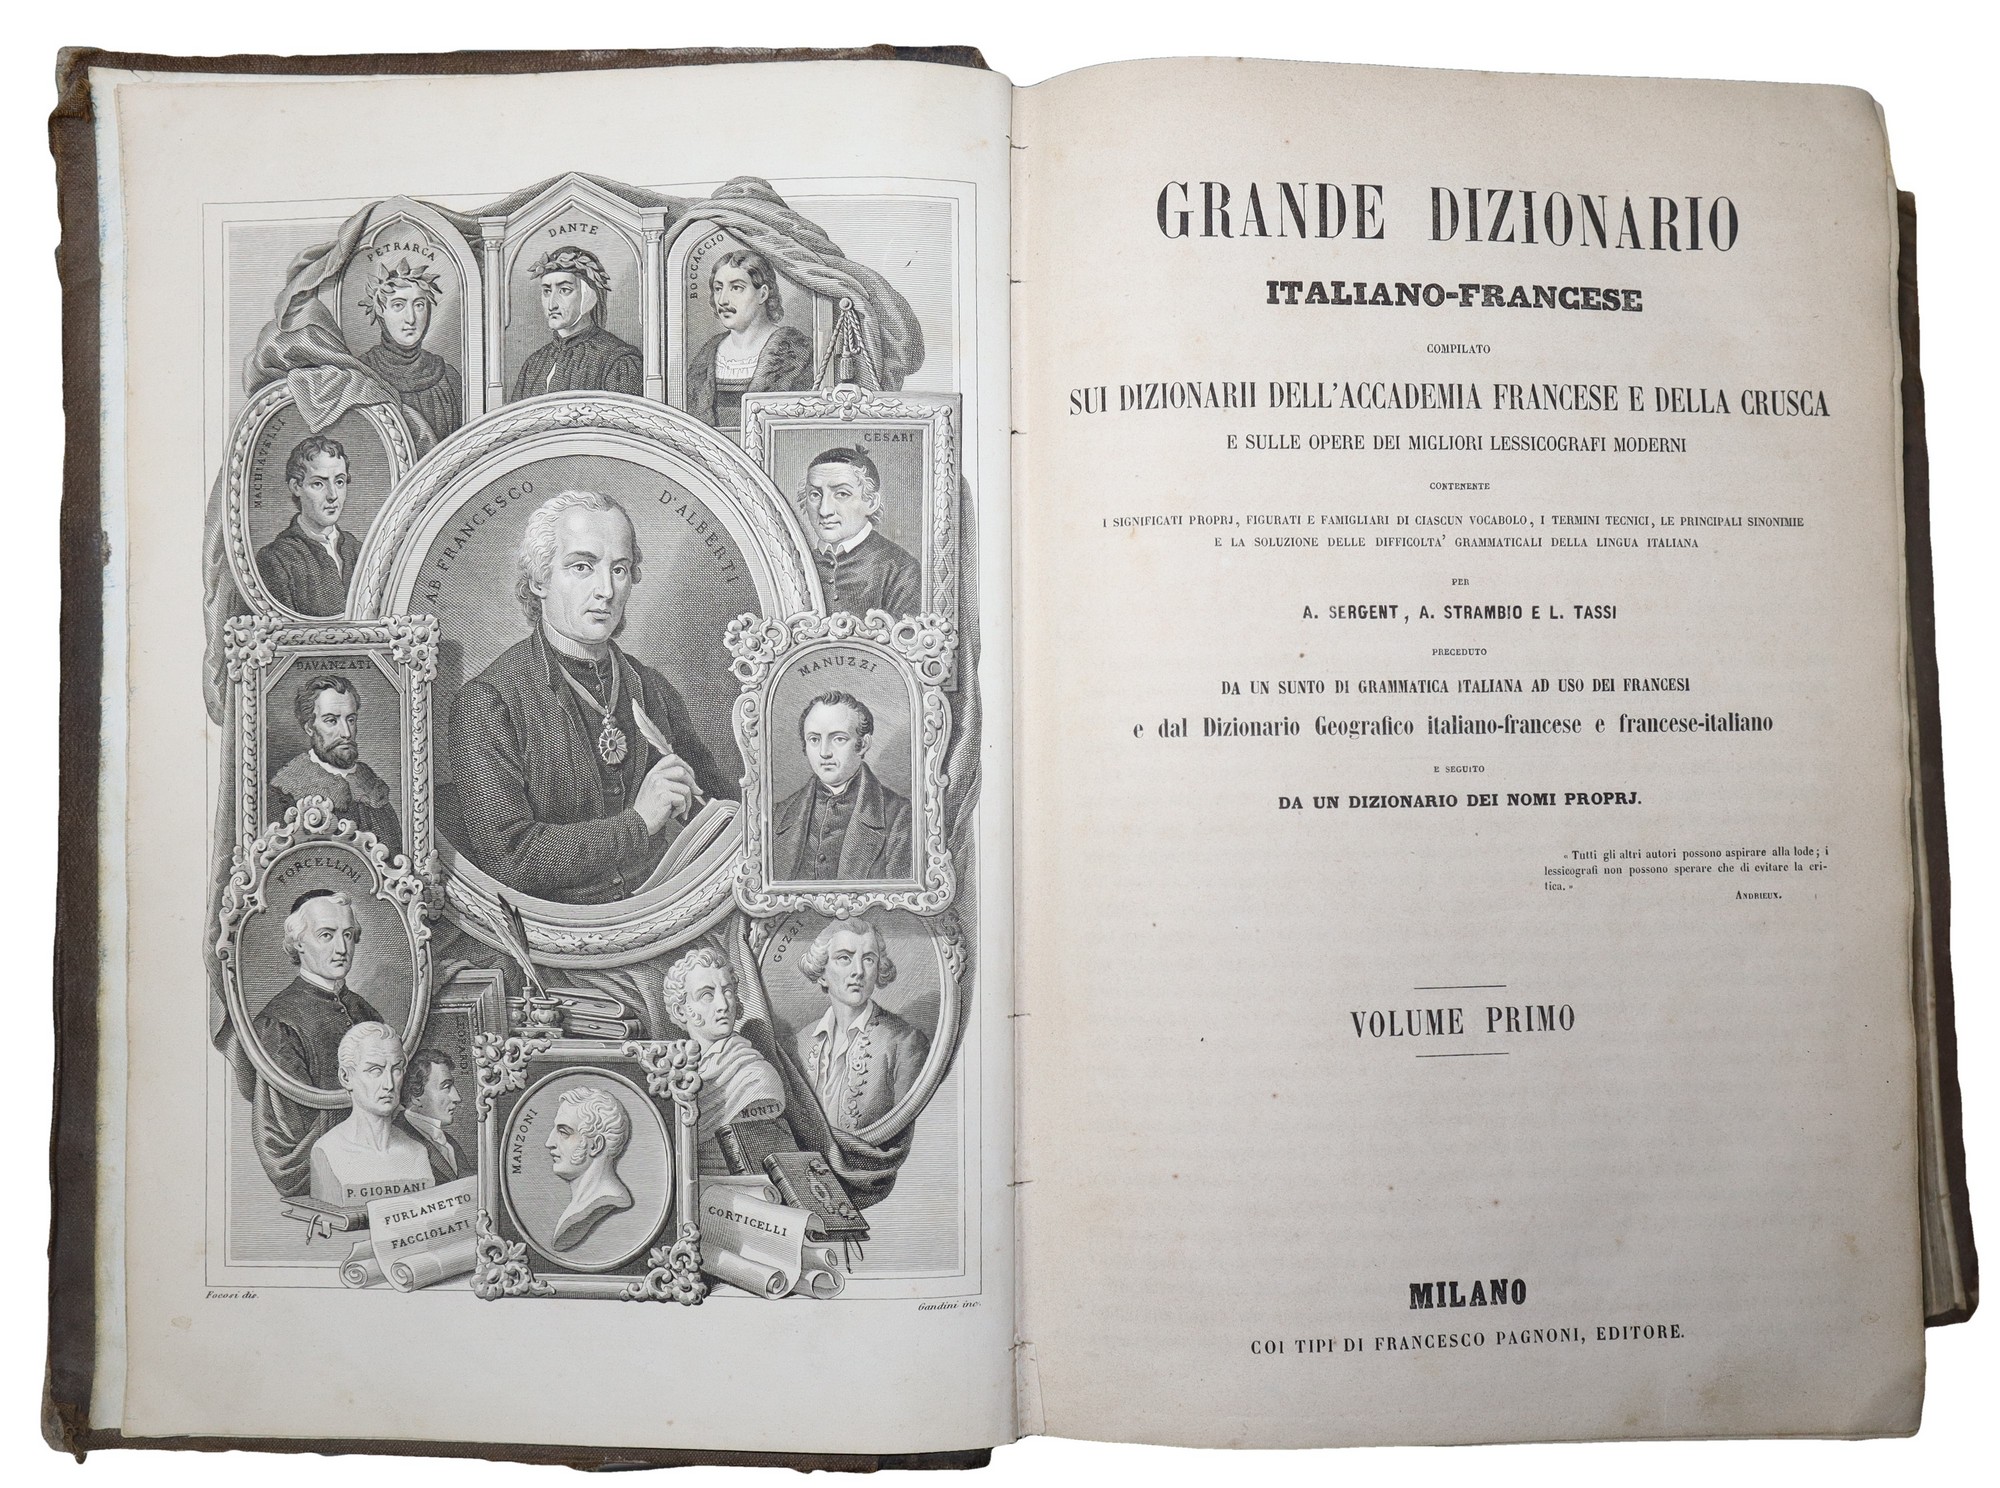 PETRARCA
DANTE
BOCCACCIO
MACHIAVELLI
CESARI
AB FRANCESCO D'ALBERTI
DAVANZATI
MANUZZI
FORCELLINI
GOZZI
MONTI
MANZONI
P. GIORDANI
FURLANETTO
FACCIOLATI
CORTICELLI
Focosi dis.
Gandini inc.
GRANDE DIZIONARIO
ITALIANO-FRANCESE
COMPILATO
SUI DIZIONARII DELL'ACCADEMIA FRANCESE E DELLA CRUSCA
E SULLE OPERE DEI MIGLIORI LESSICOGRAFI MODERNI
CONTENENTE
I SIGNIFICATI PROPRJ, FIGURATI E FAMIGLIARI DI CIASCUN VOCABOLO, I TERMINI TECNICI, LE PRINCIPALI SINONIMIE
E LA SOLUZIONE DELLE DIFFICOLTA' GRAMMATICALI DELLA LINGUA ITALIANA
PER
A. SERGENT, A. STRAMBIO E L. TASSI
PRECEDUTO
DA UN SUNTO DI GRAMMATICA ITALIANA AD USO DEI FRANCESI
e dal Dizionario Geografico italiano-francese e francese-italiano
E SEGUITO
DA UN DIZIONARIO DEI NOMI PROPRJ.
« Tutti gli altri autori possono aspirare alla lode; i
lessicografi non possono sperare che di evitare la cri-
tica. »
ANDRIEUX.
VOLUME PRIMO
MILANO
COI TIPI DI FRANCESCO PAGNONI, EDITORE.